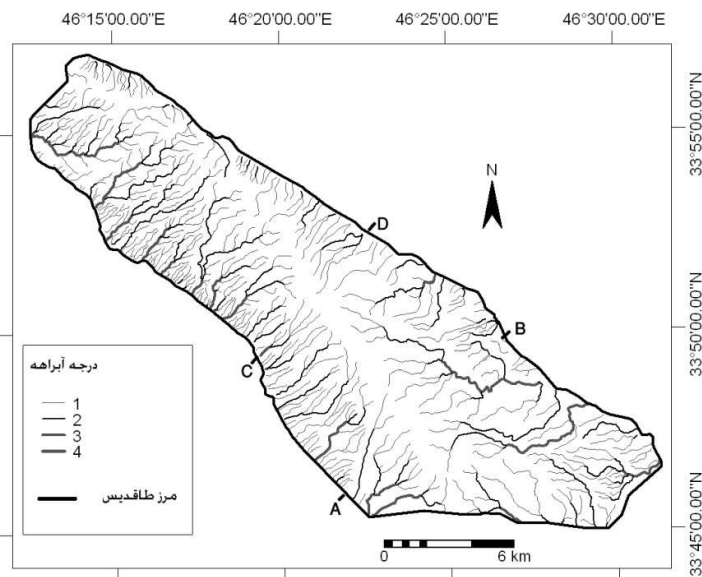 46°15'00.00"E
46°20'00.00"E
46°25'00.00"E
46°30'00.00"E
33°55'00.00"N
N
D
B
33°50'00.00"N
C
درجه آبراهه
1
2
3
4
مرز طاقدیس
A
0
6 km
33°45'00.00"N